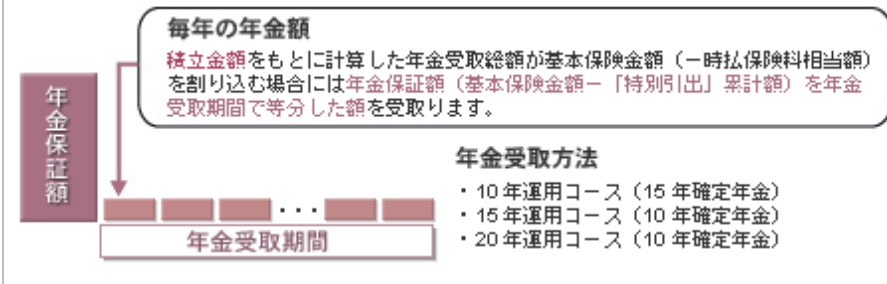 毎年の年金額
積立金額をもとに計算した年金受取総額が基本保険金額(一時払保険料相当額)
を割り込む場合には年金保証額(基本保険金額-「特別引出」累計額)を年金
受取期間で等分した額を受取ります。
年金保証額
年金受取方法
・10年運用コース(15年確定年金)
・15年運用コース(10年確定年金)
・20年運用コース(10年確定年金)
・・・
年金受取期間